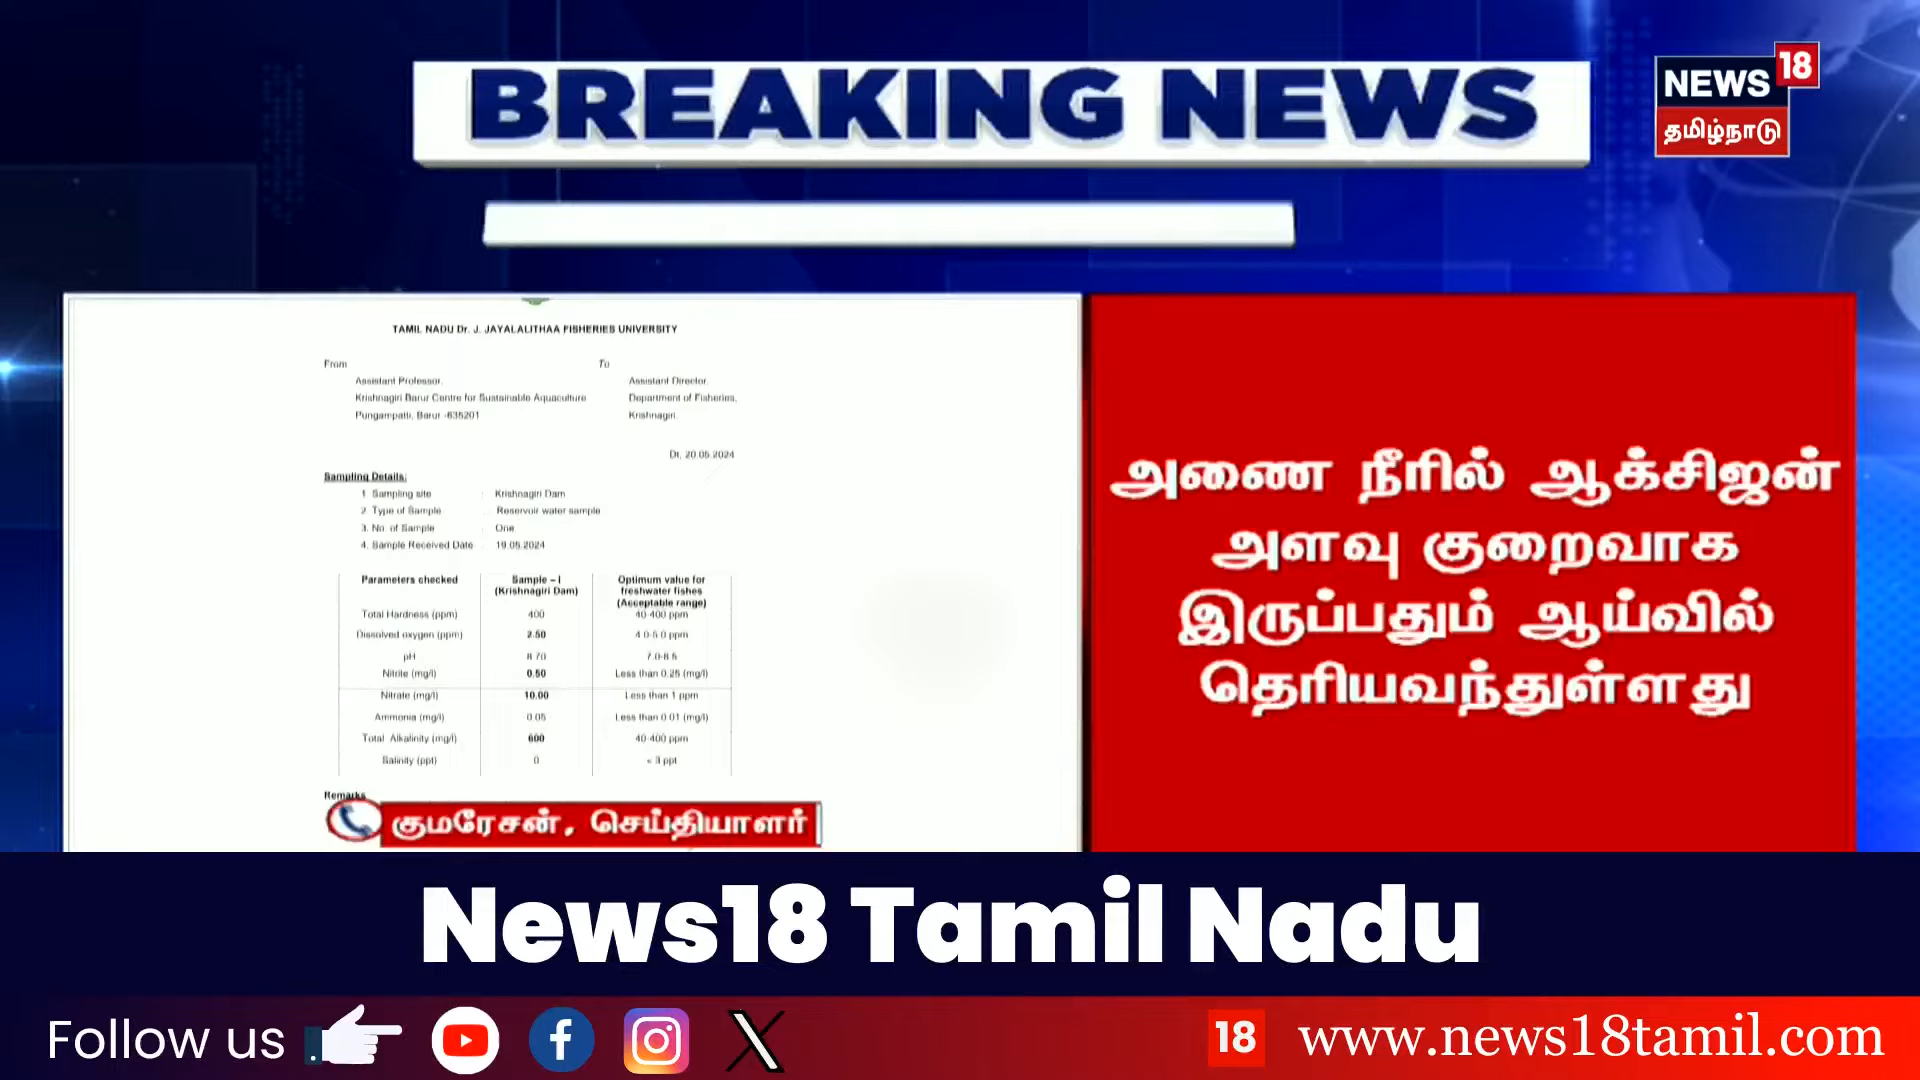 BREAKING NEWS
NEWS 18
தமிழ்நாடு
TAMIL NADU Dr. J. JAYALALITHAA FISHERIES UNIVERSITY
From
To
Assistant Professor,
Krishnagiri Barur Centre for Sustainable Aquaculture
Pungampatti, Barur -635201
Assistant Director,
Department of Fisheries,
Krishnagiri.
Dt, 20.05.2024
Sampling Details:
1 Sampling site : Krishnagiri Dam
2. Type of Sample : Reservoir water sample
3. No. of Sample : One
4. Sample Received Date : 19.05.2024
Parameters checked | Sample – I (Krishnagiri Dam) | Optimum value for freshwater fishes (Acceptable range)
Total Hardness (ppm) 400 40-400 ppm
Dissolved oxygen (ppm) 2.50 4.0-5.0 ppm
pH 8.70 7.0-8.5
Nitrite (mg/l) 0.50 Less than 0.25 (mg/l)
Nitrate (mg/l) 10.00 Less than 1 ppm
Ammonia (mg/l) 0.05 Less than 0.01 (mg/l)
Total Alkalinity (mg/l) 600 40-400 ppm
Salinity (ppt) 0 < 3 ppt
Remarks
குமரேசன், செய்தியாளர்
அணை நீரில் ஆக்சிஜன்
அளவு குறைவாக
இருப்பதும் ஆய்வில்
தெரியவந்துள்ளது
News18 Tamil Nadu
Follow us
18 www.news18tamil.com